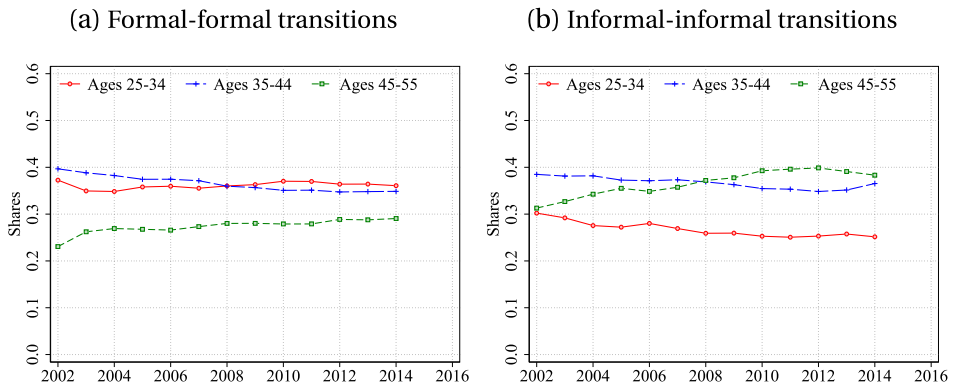 (a) Formal-formal transitions
Ages 25-34 Ages 35-44 Ages 45-55
Shares
0.6
0.5
0.4
0.3
0.2
0.1
0.0
2002 2004 2006 2008 2010 2012 2014 2016
(b) Informal-informal transitions
Ages 25-34 Ages 35-44 Ages 45-55
Shares
0.6
0.5
0.4
0.3
0.2
0.1
0.0
2002 2004 2006 2008 2010 2012 2014 2016